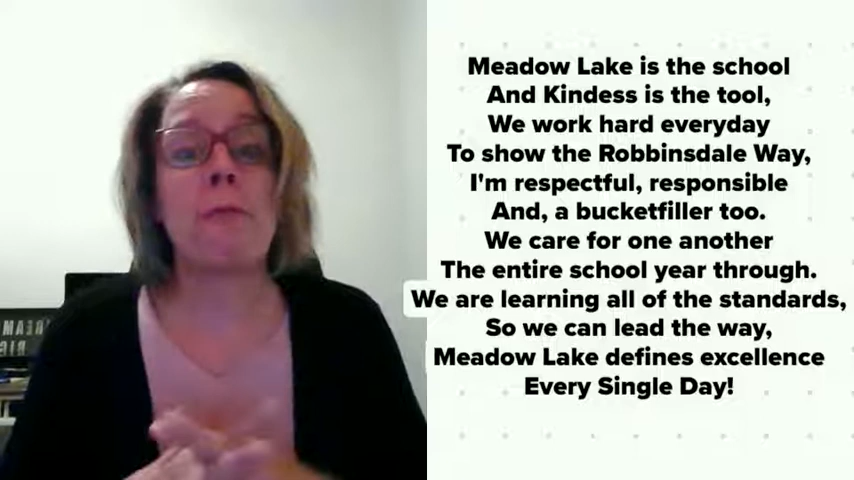 Meadow Lake is the school
And Kindess is the tool,
We work hard everyday
To show the Robbinsdale Way,
I'm respectful, responsible
And, a bucketfiller too.
We care for one another
The entire school year through.
We are learning all of the standards,
So we can lead the way,
Meadow Lake defines excellence
Every Single Day!